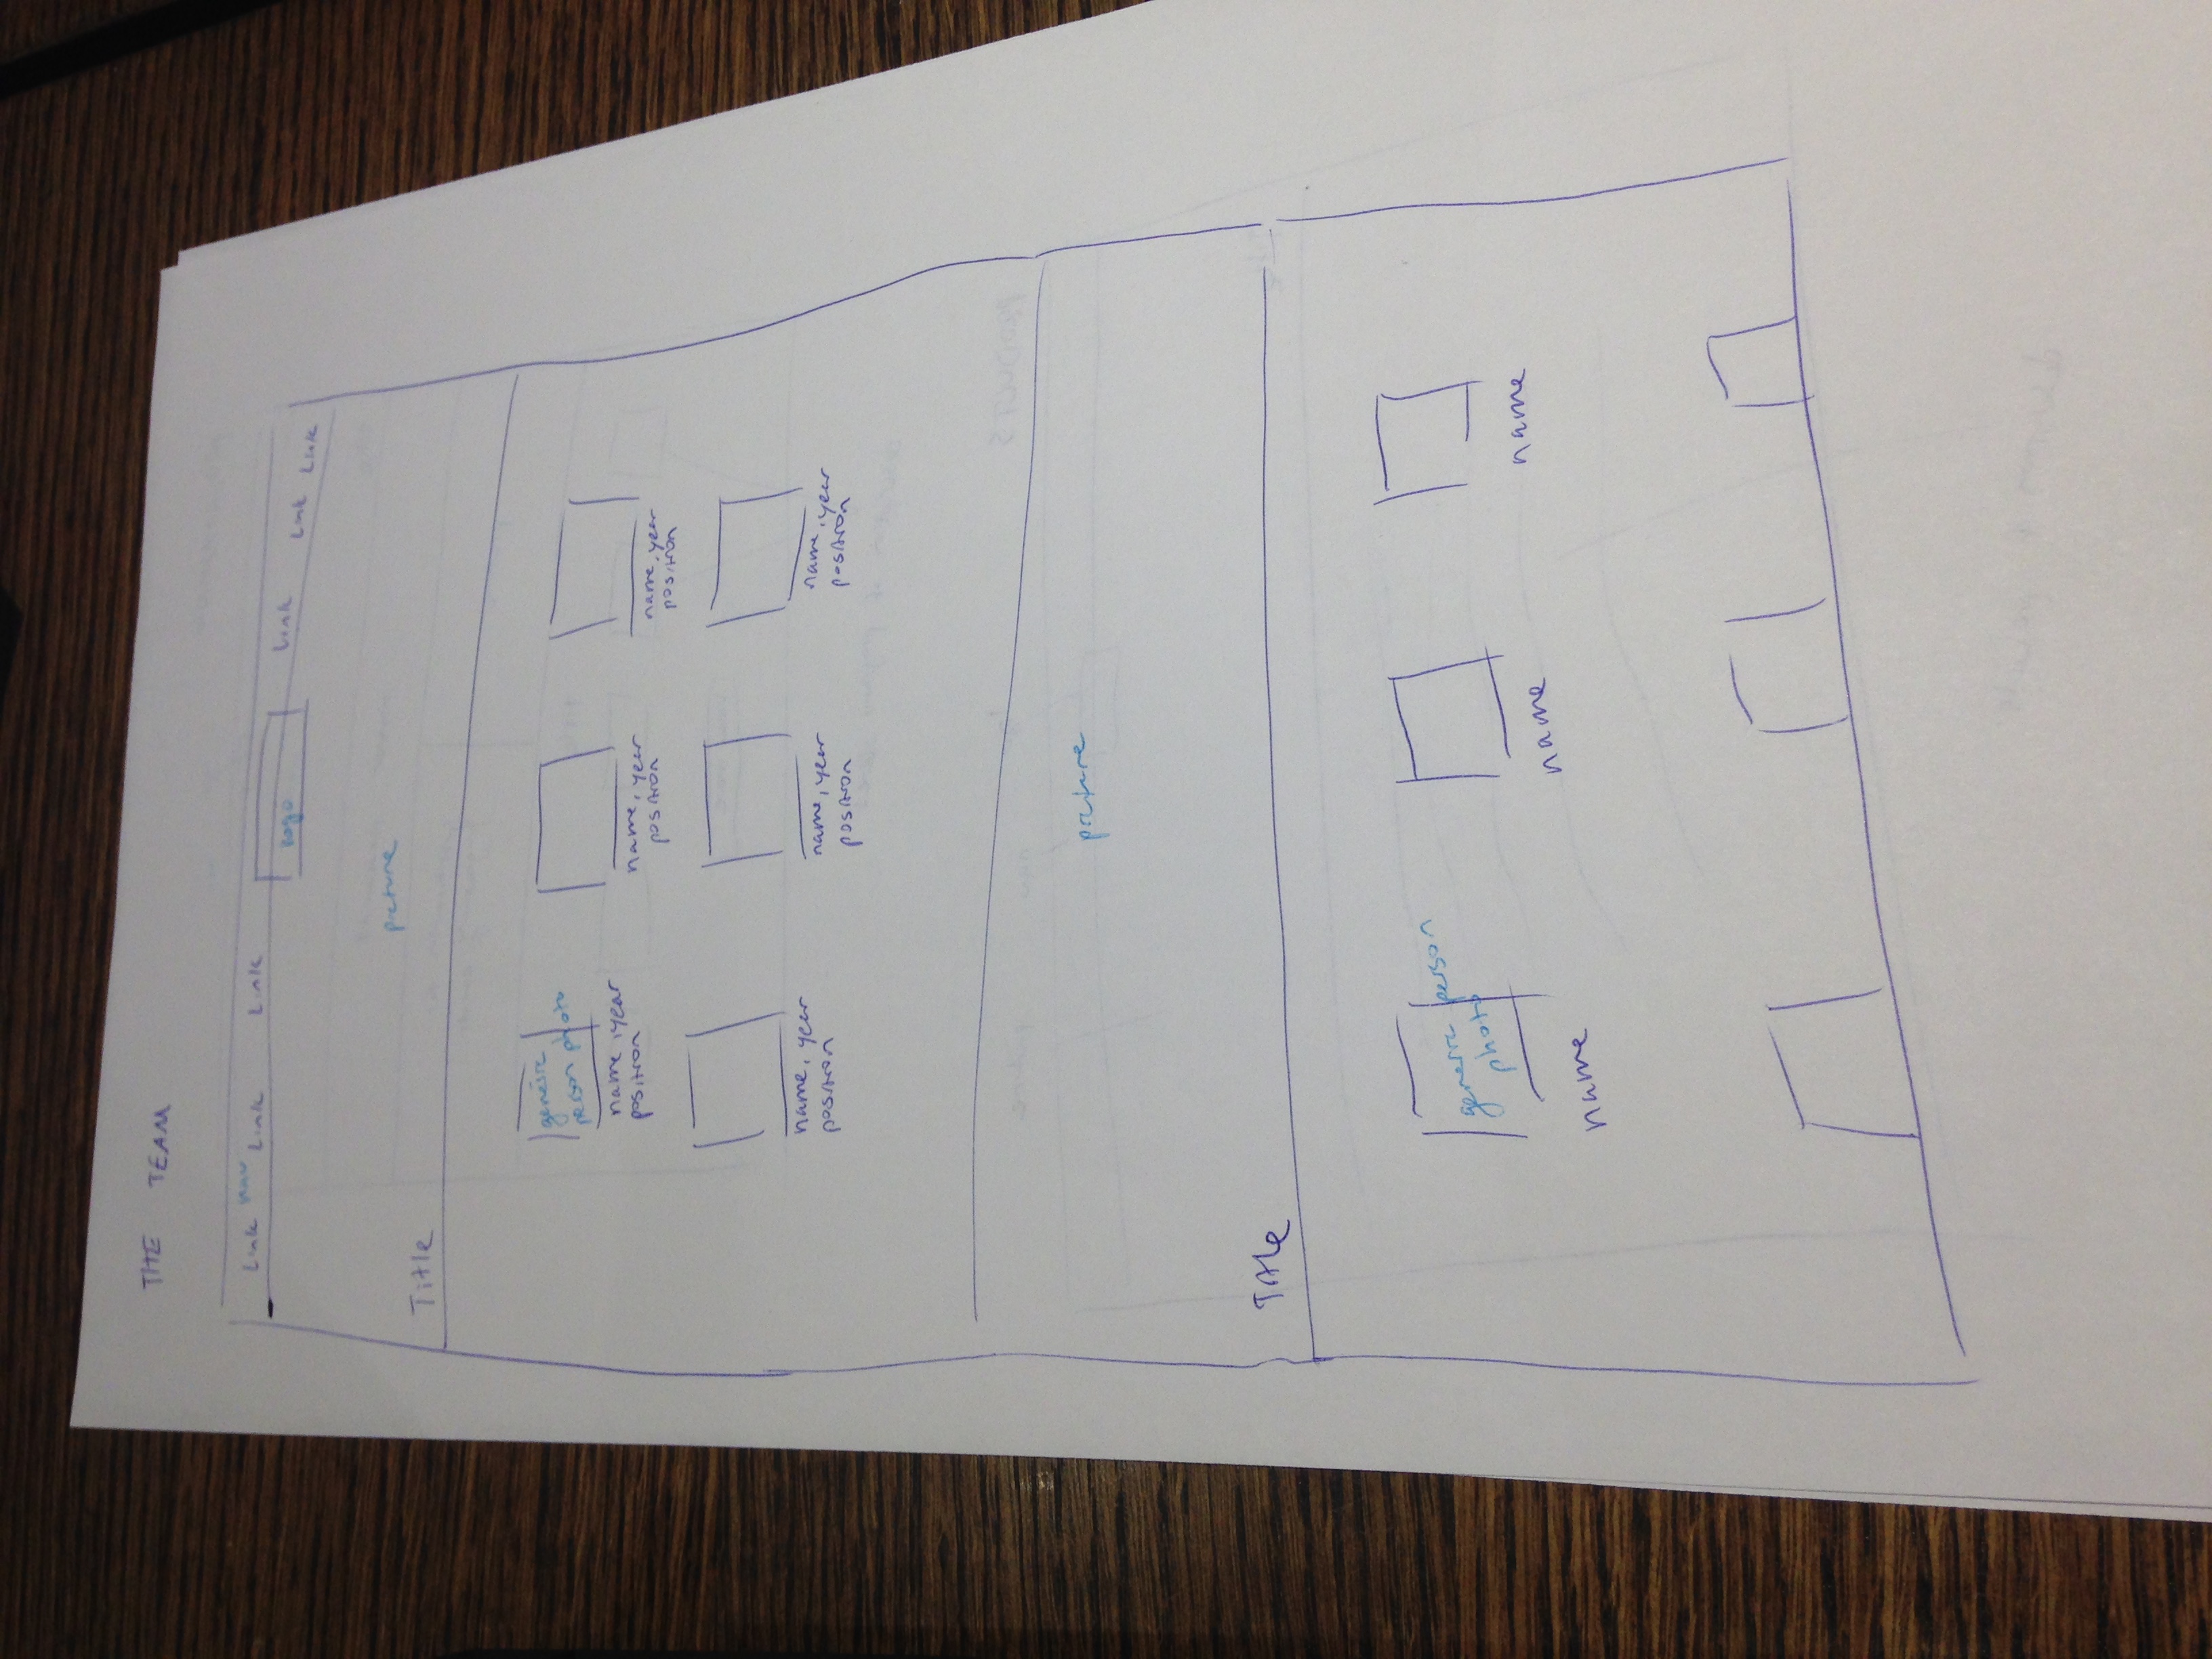 THE TEAM
Link nav Link Link logo Link Link Link
picture
Title
generic
person photo
name, year
position
name, year
position
name, year
position
name, year
position
name, year
position
name, year
position
picture
Title
generic person
photo
name
name
name